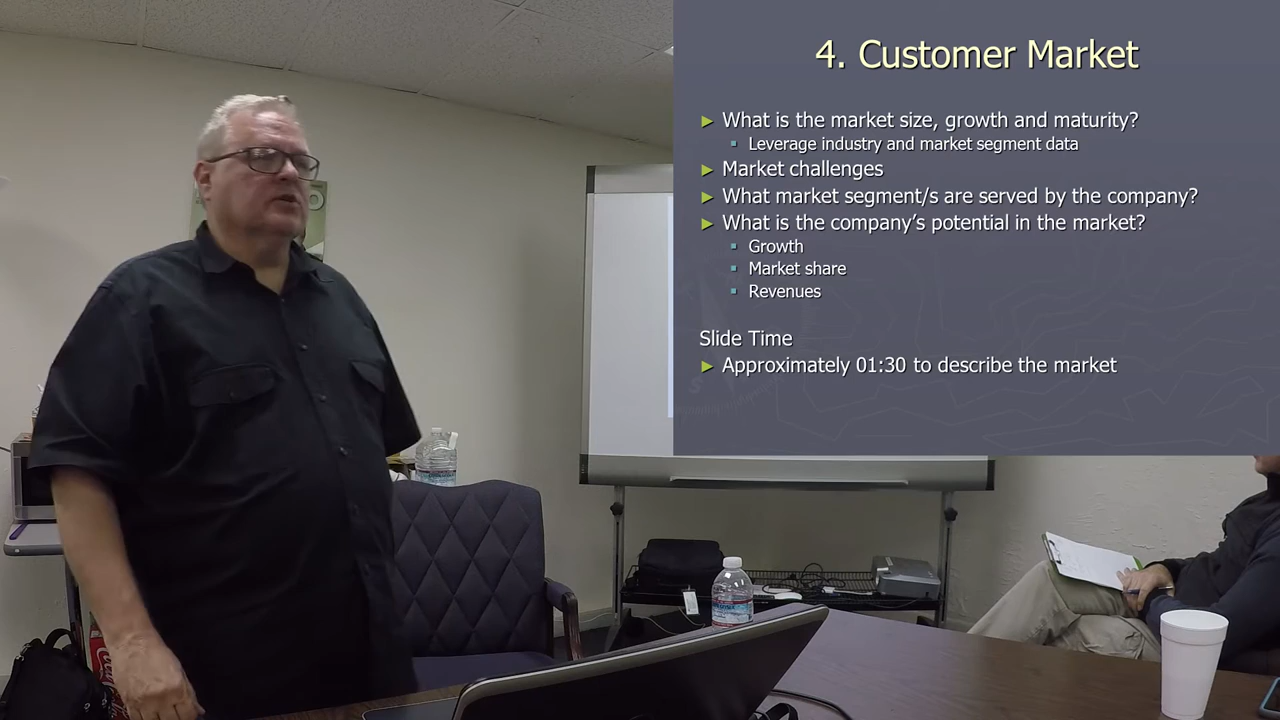 4. Customer Market
What is the market size, growth and maturity?
Leverage industry and market segment data
Market challenges
What market segment/s are served by the company?
What is the company's potential in the market?
Growth
Market share
Revenues
Slide Time
Approximately 01:30 to describe the market